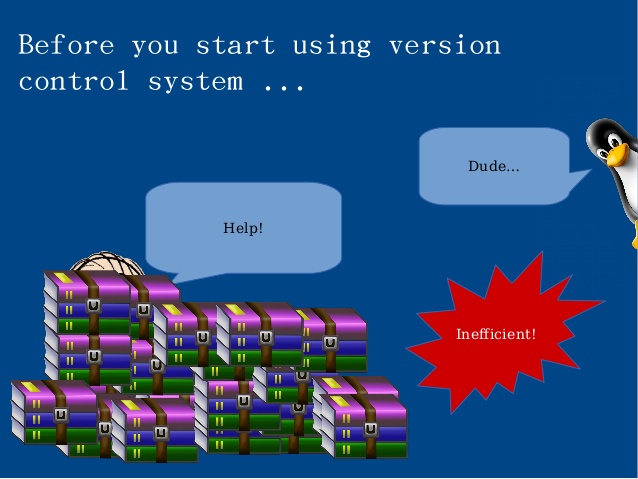 Before you start using version
control system ...
Dude...
Help!
Inefficient!